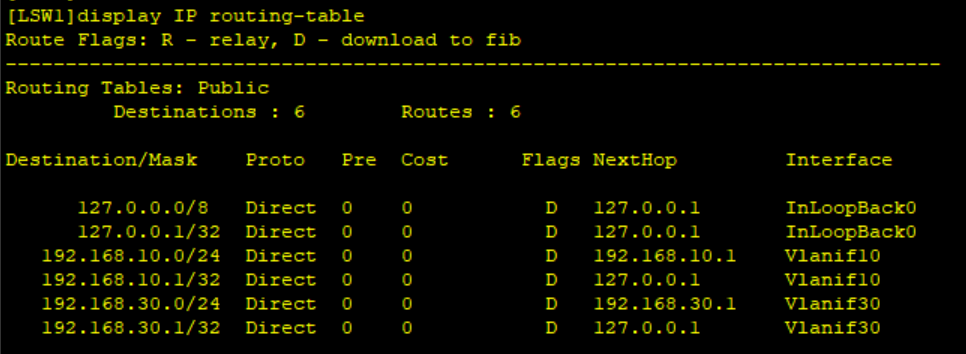 [LSW1]display IP routing-table
Route Flags: R - relay, D - download to fib
------------------------------------------------------------------------------
Routing Tables: Public
         Destinations : 6        Routes : 6

Destination/Mask    Proto   Pre  Cost      Flags NextHop         Interface

      127.0.0.0/8   Direct  0    0           D   127.0.0.1       InLoopBack0
      127.0.0.1/32  Direct  0    0           D   127.0.0.1       InLoopBack0
   192.168.10.0/24  Direct  0    0           D   192.168.10.1    Vlanif10
   192.168.10.1/32  Direct  0    0           D   127.0.0.1       Vlanif10
   192.168.30.0/24  Direct  0    0           D   192.168.30.1    Vlanif30
   192.168.30.1/32  Direct  0    0           D   127.0.0.1       Vlanif30